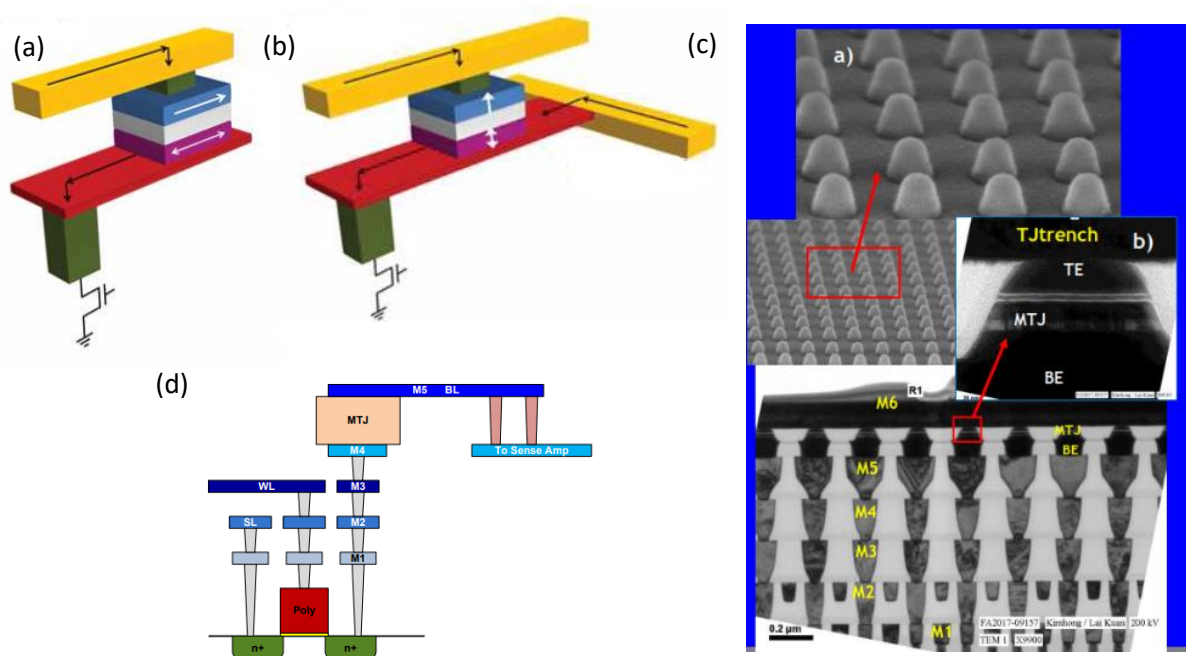 (a)
(b)
(c)
a)
TJtrench
b)
TE
MTJ
BE
R1
M6
MTJ
BE
M5
M4
M3
M2
M1
0.2 µm
FA2017-09157 Kimhong / Lai Kuan 200 kV
TEM 1 X9900
(d)
M5 BL
MTJ
M4
To Sense Amp
WL
M3
SL
M2
M1
Poly
n+
n+